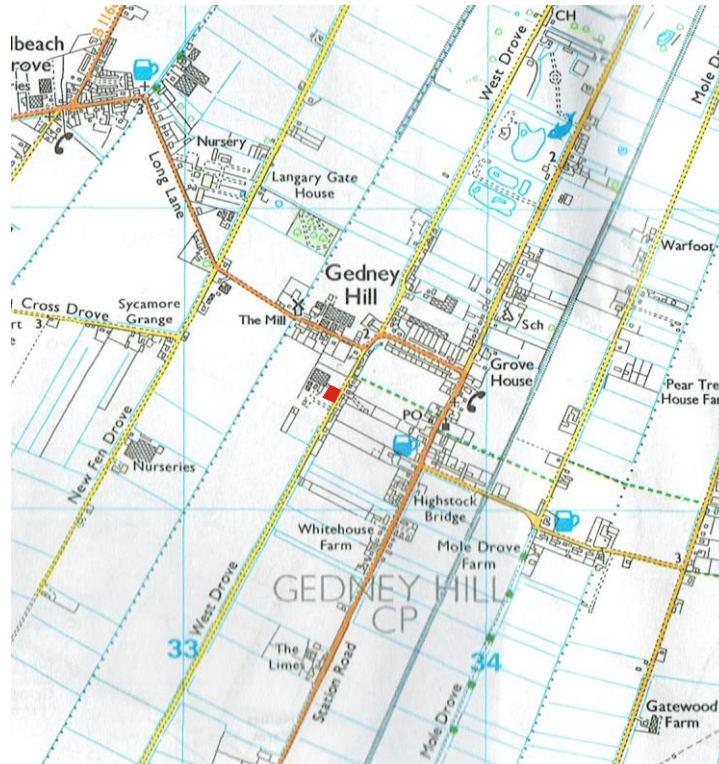 B116
CH
lbeach
rove
ries
West Drove
Mole D
3
Nursery
2
Long Lane
Langary Gate
House
Warfoot
Gedney
Hill
Cross Drove
3
Sycamore
Grange
The Mill
2
Sch
Grove
House
Pear Tre
House Far
PO
New Fen Drove
Nurseries
Highstock
Bridge
Whitehouse
Farm
Mole Drove
Farm
3
GEDNEY HILL
CP
West Drove
33
34
The
Limes
Station Road
Mole Drove
Gatewood
Farm